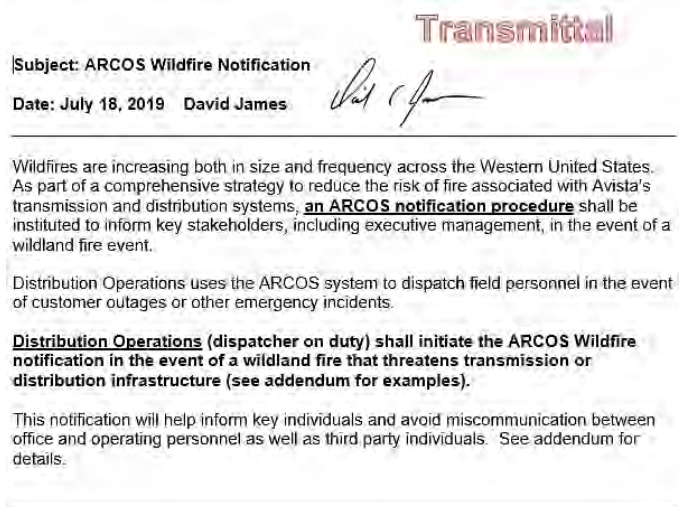 Transmittal
Subject: ARCOS Wildfire Notification
Date: July 18, 2019 David James
Wildfires are increasing both in size and frequency across the Western United States.
As part of a comprehensive strategy to reduce the risk of fire associated with Avista's
transmission and distribution systems, an ARCOS notification procedure shall be
instituted to inform key stakeholders, including executive management, in the event of a
wildland fire event.
Distribution Operations uses the ARCOS system to dispatch field personnel in the event
of customer outages or other emergency incidents.
Distribution Operations (dispatcher on duty) shall initiate the ARCOS Wildfire
notification in the event of a wildland fire that threatens transmission or
distribution infrastructure (see addendum for examples).
This notification will help inform key individuals and avoid miscommunication between
office and operating personnel as well as third party individuals. See addendum for
details.